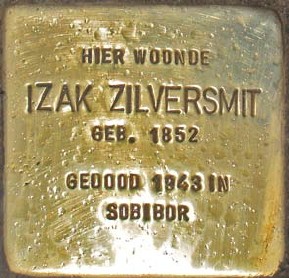 HIER WOONDE
IZAK ZILVERSMIT
GEB. 1852
GEDOOD 1943 IN
SOBIBOR